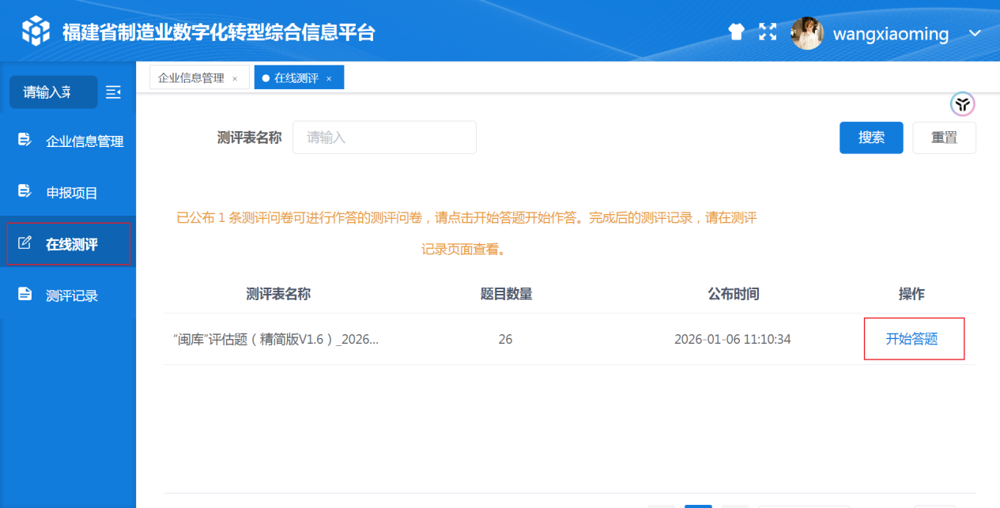 福建省制造业数字化转型综合信息平台
wangxiaoming
请输入菜
企业信息管理 ×
在线测评 ×
企业信息管理
申报项目
在线测评
测评记录
测评表名称
请输入
搜索
重置
已公布 1 条测评问卷可进行作答的测评问卷，请点击开始答题开始作答。完成后的测评记录，请在测评
记录页面查看。
测评表名称 题目数量 公布时间 操作
“闽库”评估题（精简版V1.6）_2026... 26 2026-01-06 11:10:34 开始答题